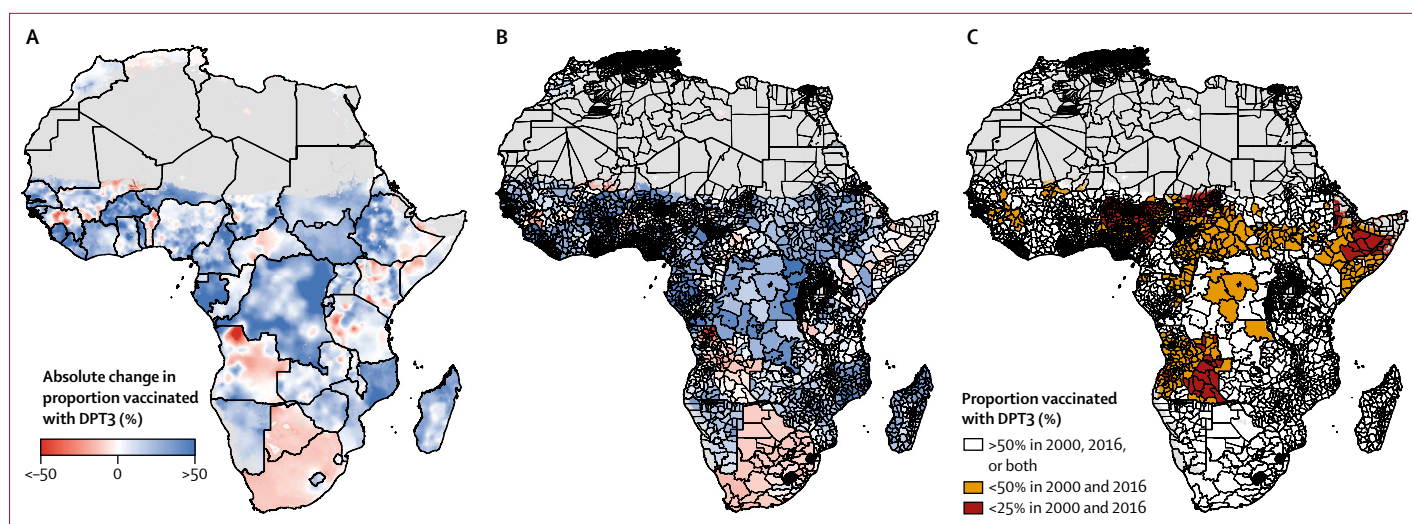 A
B
C
Absolute change in
proportion vaccinated
with DPT3 (%)
<–50
0
>50
Proportion vaccinated
with DPT3 (%)
>50% in 2000, 2016,
or both
<50% in 2000 and 2016
<25% in 2000 and 2016